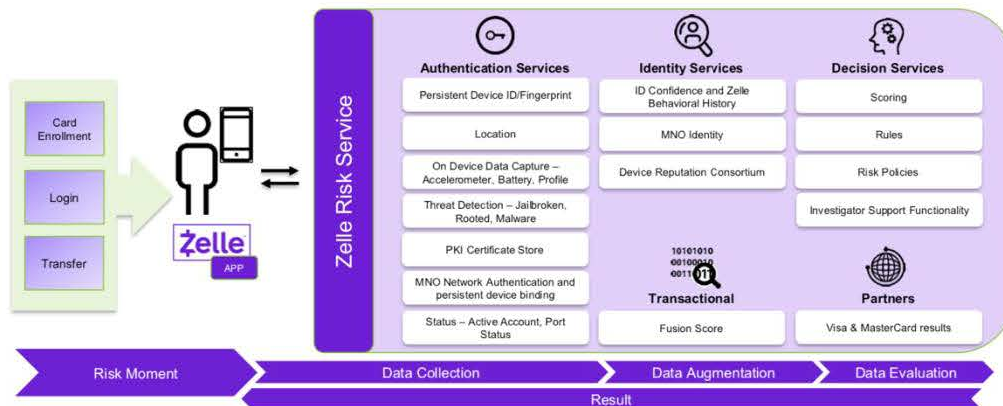 Card
Enrollment
Login
Transfer
Zelle
APP
Zelle Risk Service
Authentication Services
Persistent Device ID/Fingerprint
Location
On Device Data Capture –
Accelerometer, Battery, Profile
Threat Detection – Jailbroken,
Rooted, Malware
PKI Certificate Store
MNO Network Authentication and
persistent device binding
Status – Active Account, Port
Status
Identity Services
ID Confidence and Zelle
Behavioral History
MNO Identity
Device Reputation Consortium
10101010
00100010
0011011
Transactional
Fusion Score
Decision Services
Scoring
Rules
Risk Policies
Investigator Support Functionality
Partners
Visa & MasterCard results
Risk Moment
Data Collection
Data Augmentation
Data Evaluation
Result